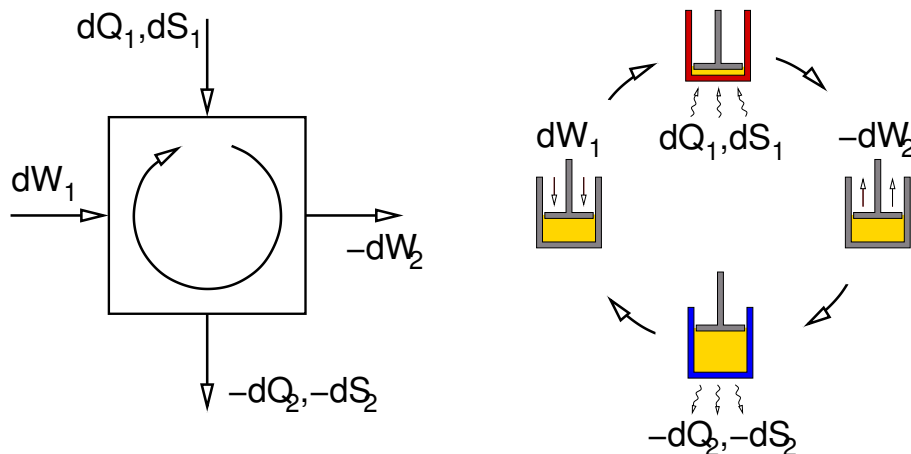 dQ₁,dS₁
dW₁
−dW₂
−dQ₂,−dS₂
dW₁
dQ₁,dS₁
−dW₂
−dQ₂,−dS₂